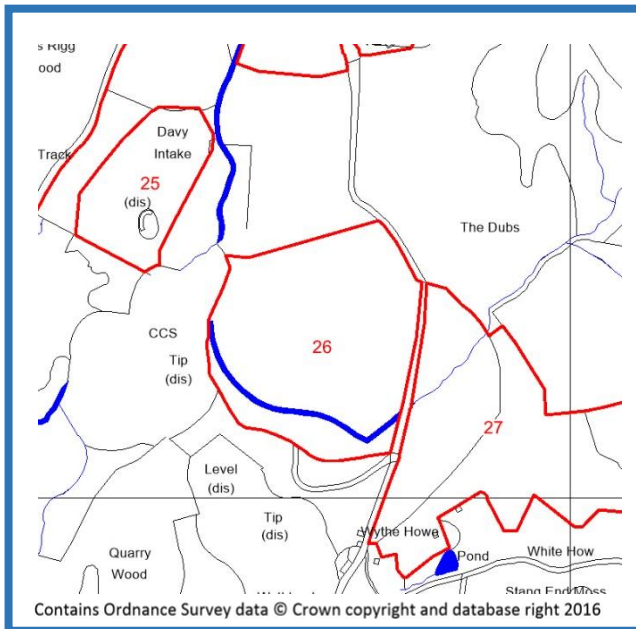 s Rigg
ood
Davy
Intake
Track
25
(dis)
The Dubs
CCS
Tip
(dis)
26
27
Level
(dis)
Tip
(dis)
Wythe Howe
Quarry
Wood
Pond
White How
Stang End Moss
Contains Ordnance Survey data © Crown copyright and database right 2016